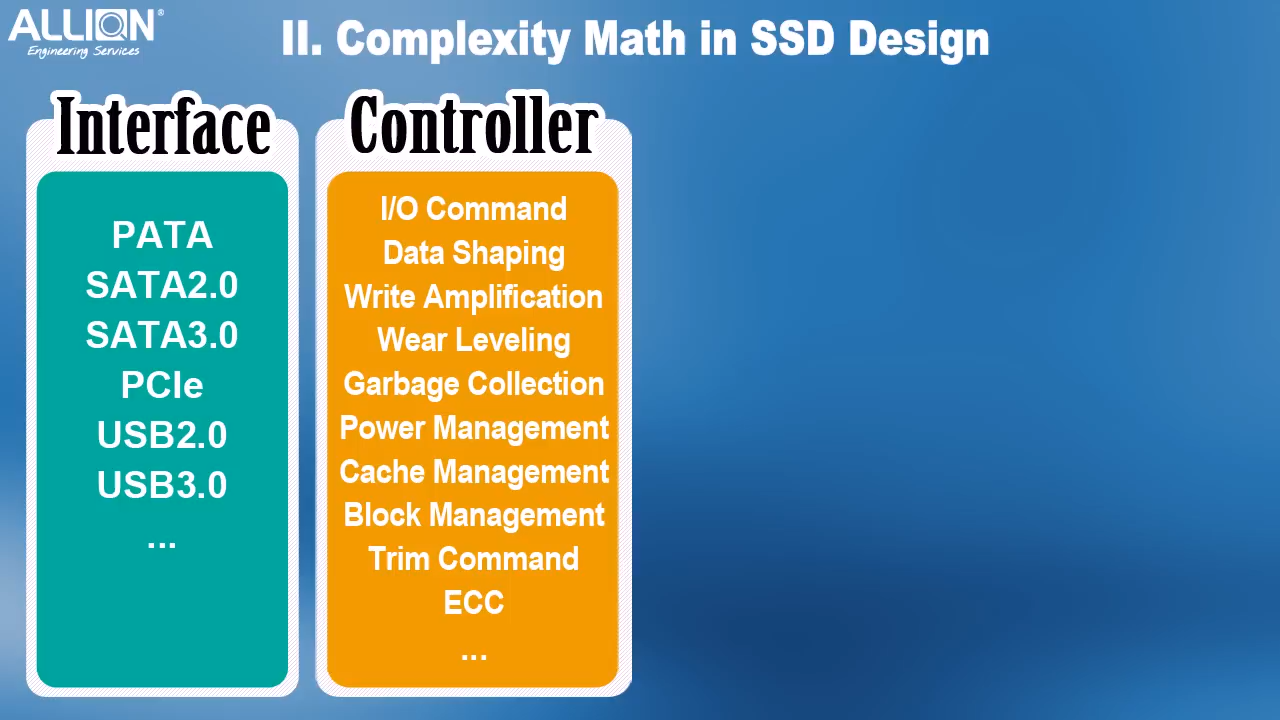 ALLION®
Engineering Services
II. Complexity Math in SSD Design
Interface
PATA
SATA2.0
SATA3.0
PCIe
USB2.0
USB3.0
...
Controller
I/O Command
Data Shaping
Write Amplification
Wear Leveling
Garbage Collection
Power Management
Cache Management
Block Management
Trim Command
ECC
...